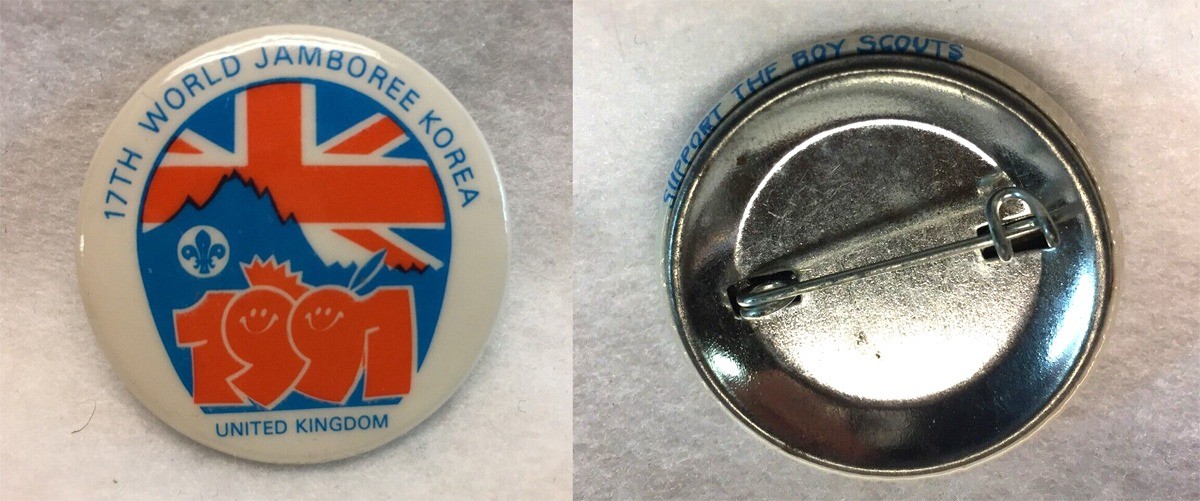 17TH WORLD JAMBOREE KOREA
1991
UNITED KINGDOM
SUPPORT THE BOY SCOUTS